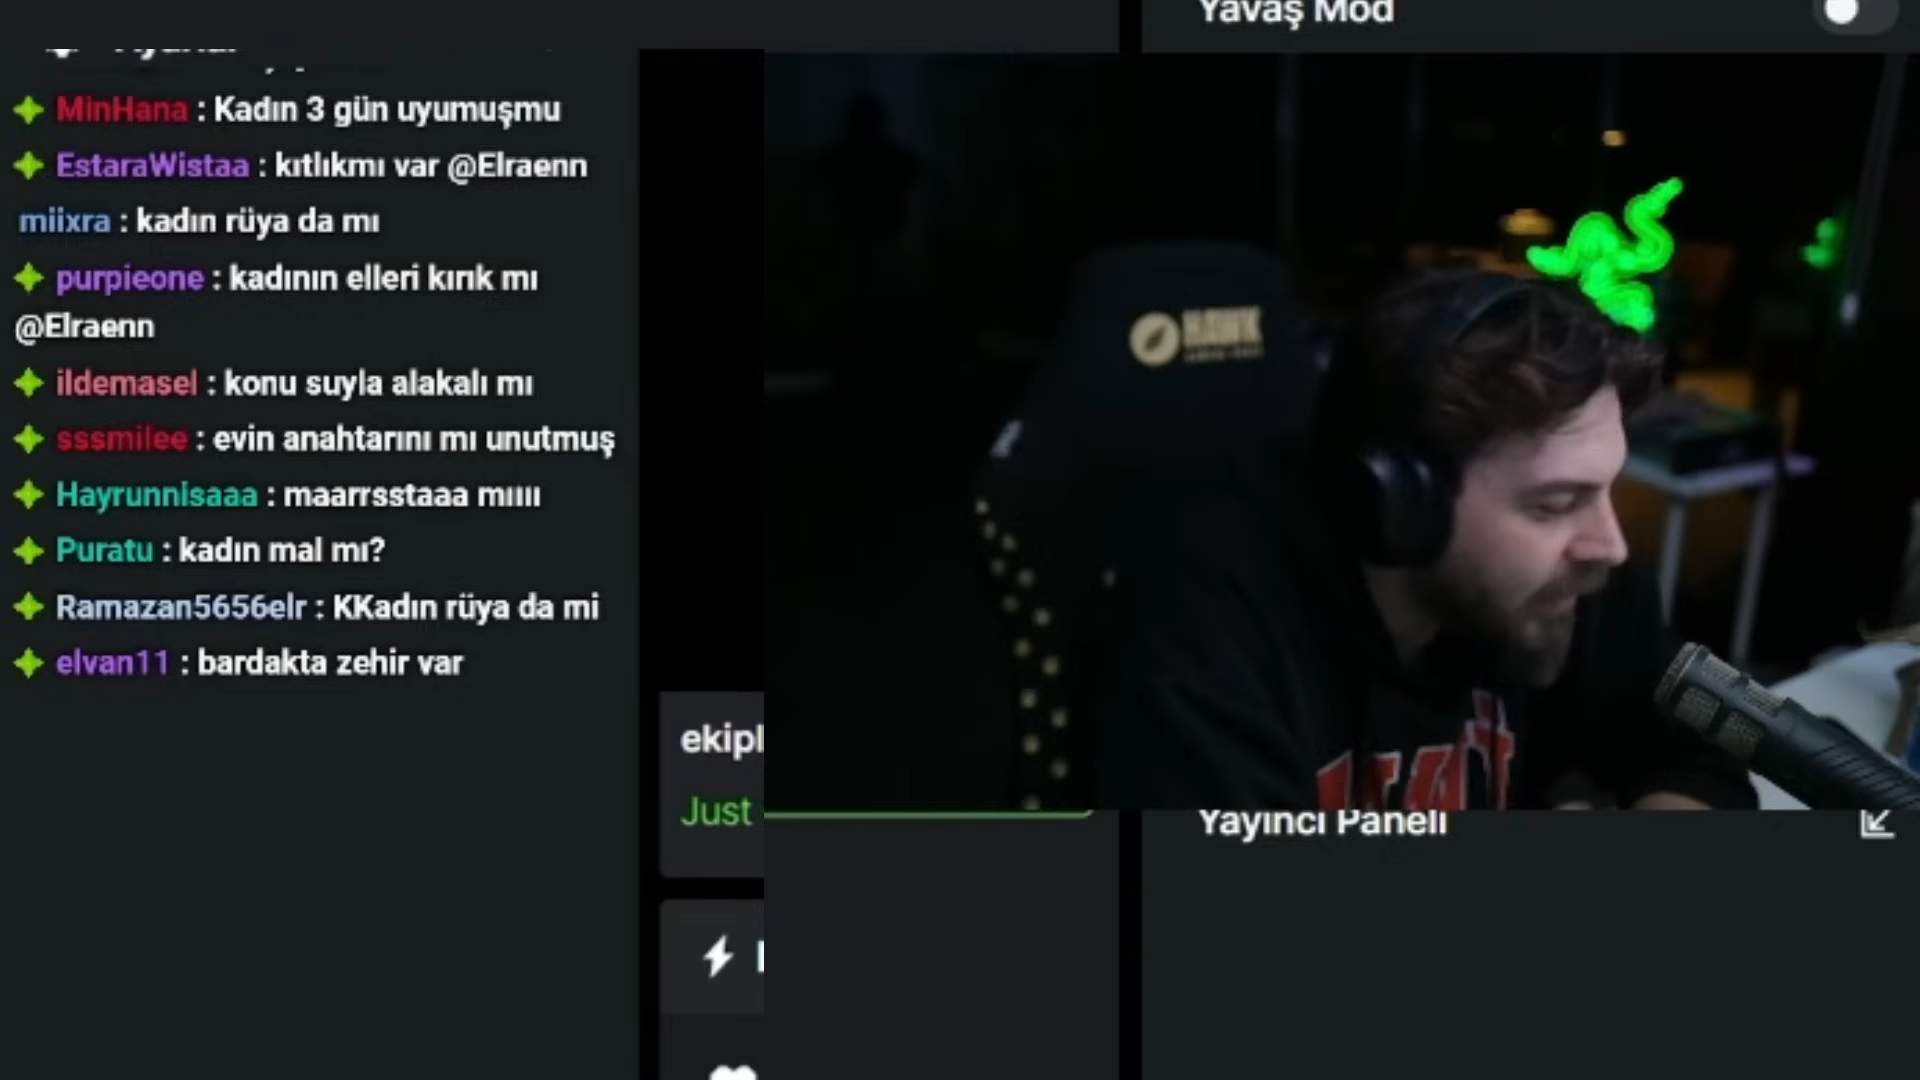 Yavaş Mod
MinHana : Kadın 3 gün uyumuşmu
EstaraWistaa : kıtlıkmı var @Elraenn
miixra : kadın rüya da mı
purpieone : kadının elleri kırık mı
@Elraenn
ildemasel : konu suyla alakalı mı
sssmilee : evin anahtarını mı unutmuş
Hayrunnisaaa : maarrsstaaa mıııı
Puratu : kadın mal mı?
Ramazan5656elr : KKadın rüya da mi
elvan11 : bardakta zehir var
HAWK
ekipl
Just
Yayıncı Paneli